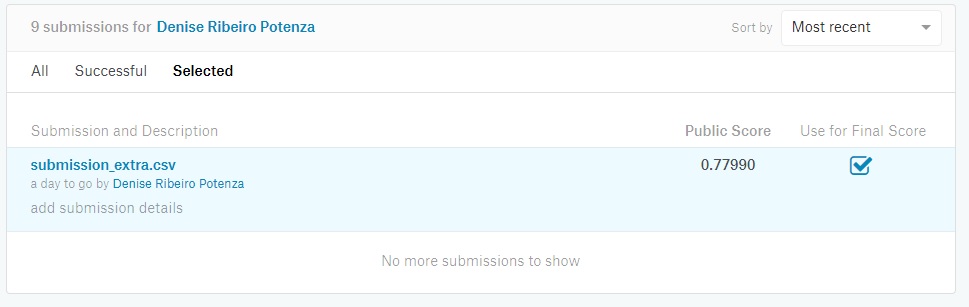 9 submissions for Denise Ribeiro Potenza
Sort by Most recent
All Successful Selected
Submission and Description Public Score Use for Final Score
submission_extra.csv 0.77990
a day to go by Denise Ribeiro Potenza
add submission details
No more submissions to show